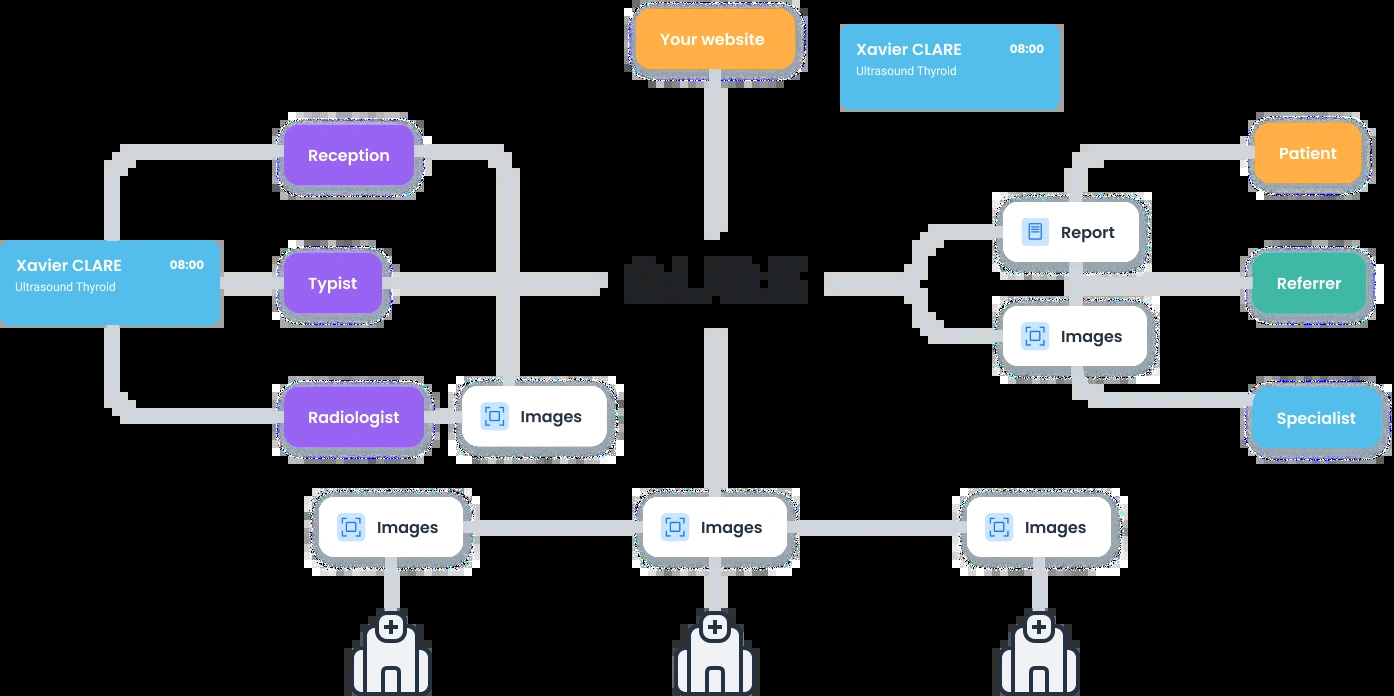 Your website
Xavier CLARE 08:00
Ultrasound Thyroid
Reception
Patient
Report
Xavier CLARE 08:00
Ultrasound Thyroid
Typist
Referrer
Images
Radiologist
Images
Specialist
Images
Images
Images